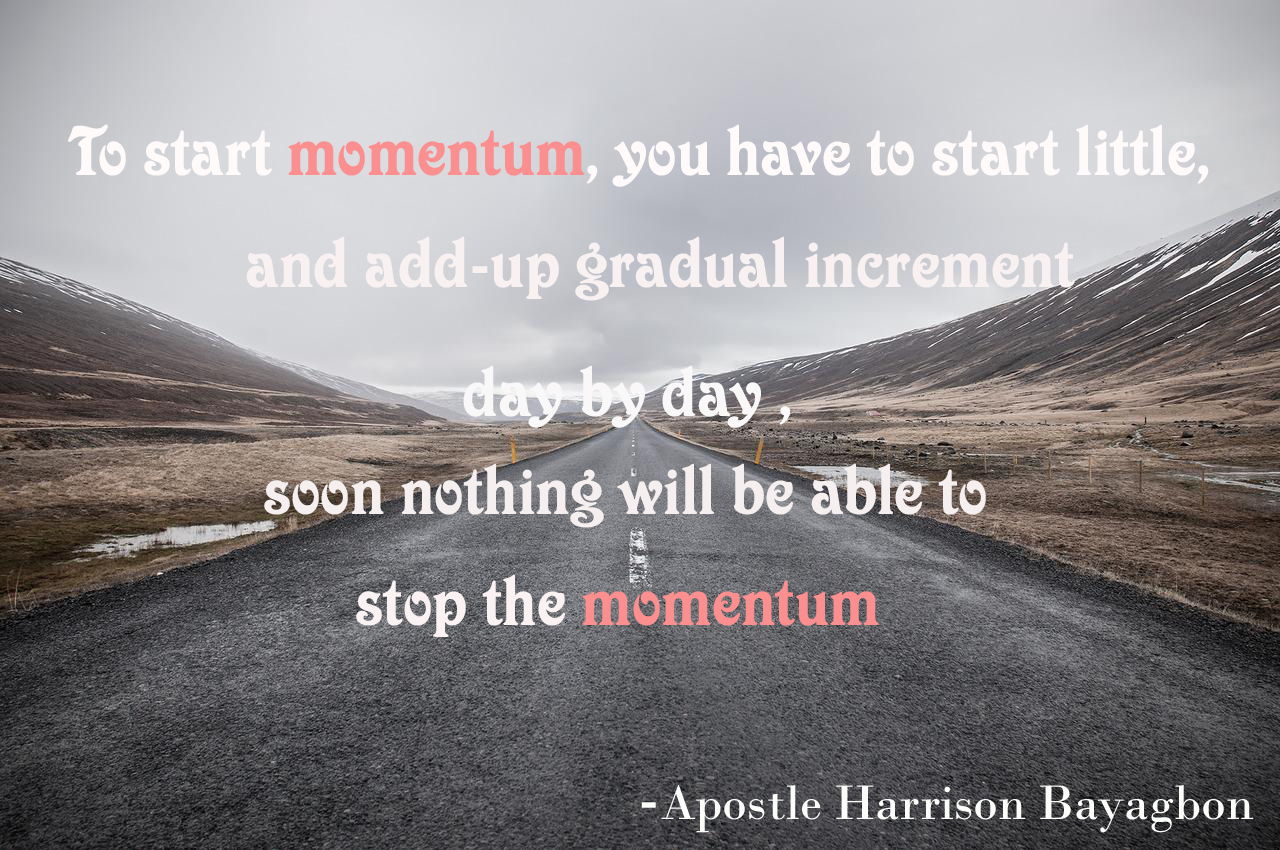 To start momentum, you have to start little,
and add-up gradual increment
day by day ,
soon nothing will be able to
stop the momentum
-Apostle Harrison Bayagbon